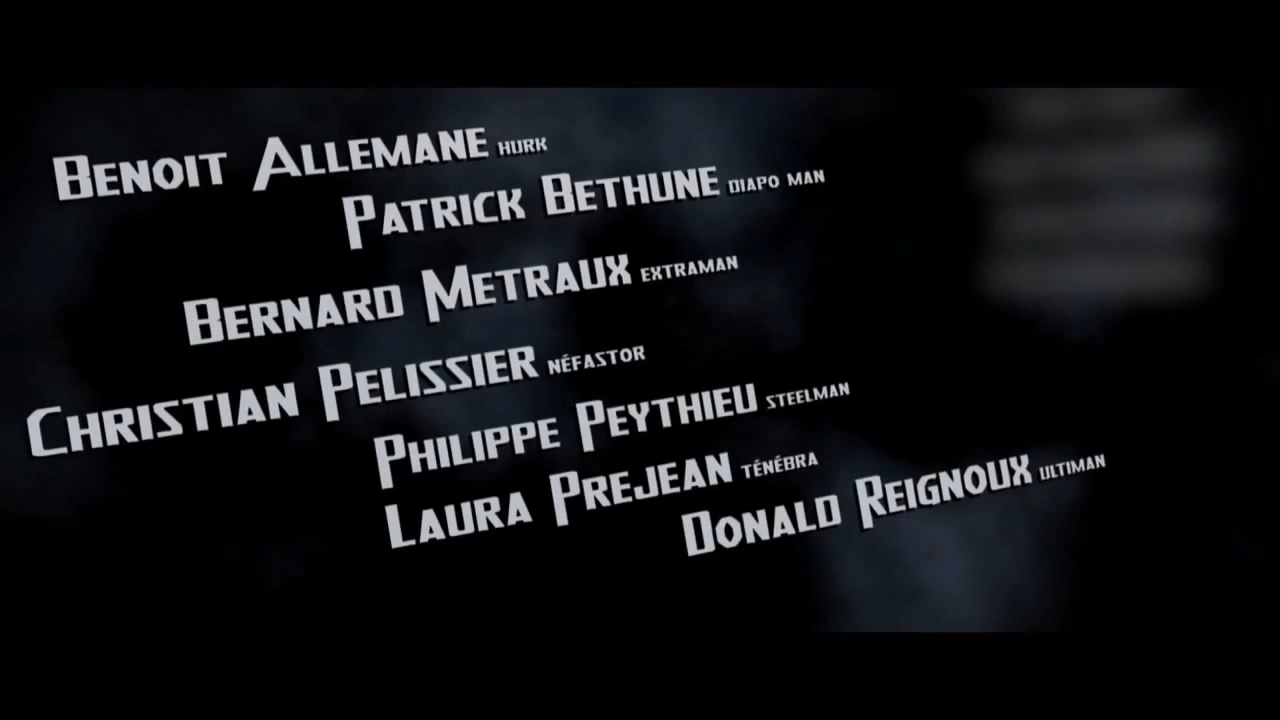 BENOIT ALLEMANE HURK
PATRICK BETHUNE DIAPO MAN
BERNARD METRAUX EXTRAMAN
CHRISTIAN PELISSIER NÉFASTOR
PHILIPPE PEYTHIEU STEELMAN
LAURA PREJEAN TÉNÉBRA
DONALD REIGNOUX ULTIMAN